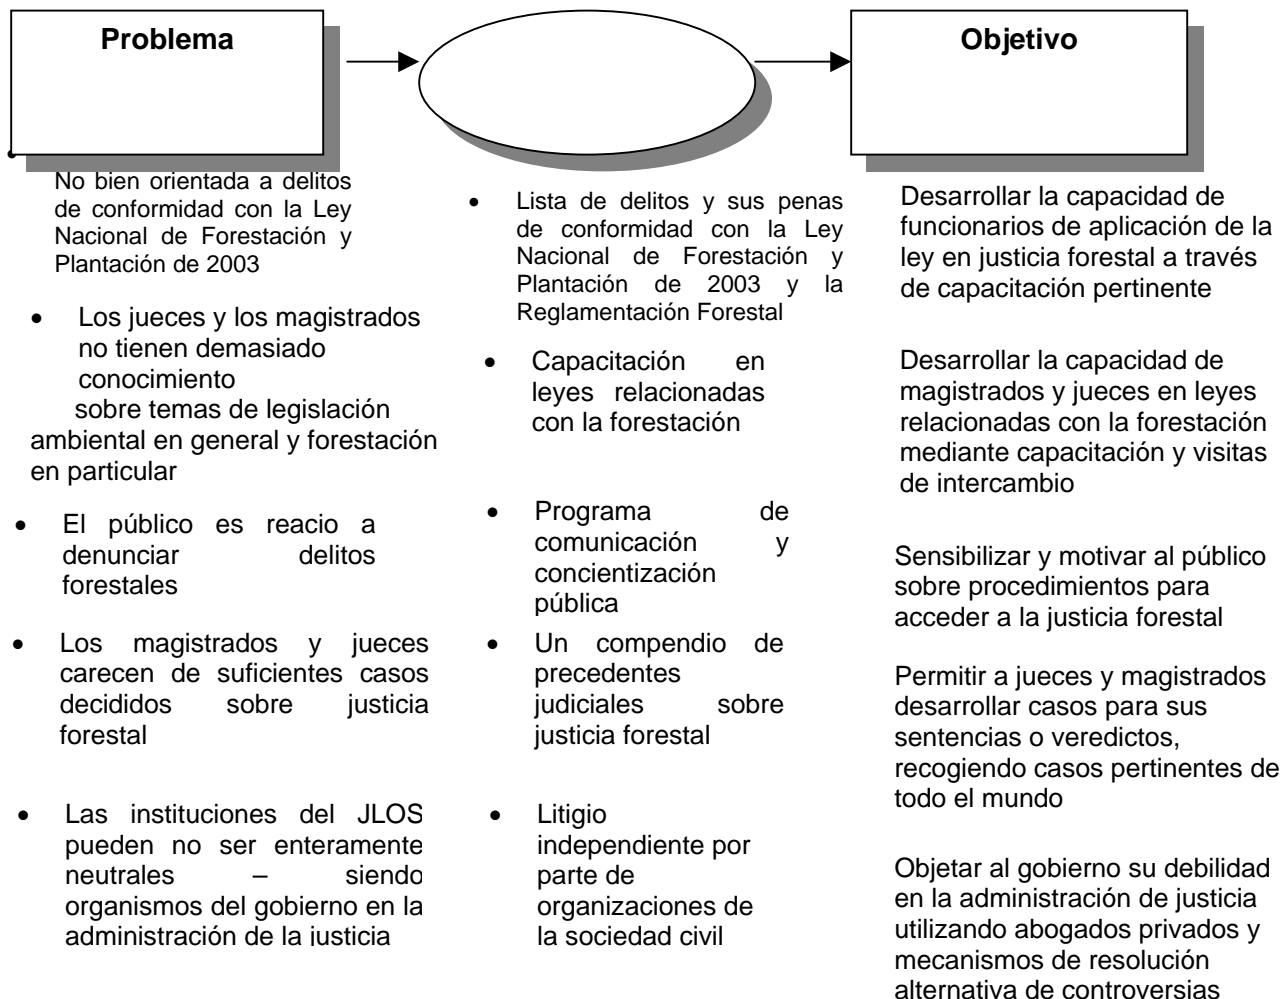 Problema
No bien orientada a delitos
de conformidad con la Ley
Nacional de Forestación y
Plantación de 2003
• Los jueces y los magistrados
no tienen demasiado
conocimiento
sobre temas de legislación
ambiental en general y forestación
en particular
• El público es reacio a
denunciar delitos
forestales
• Los magistrados y jueces
carecen de suficientes casos
decididos sobre justicia
forestal
• Las instituciones del JLOS
pueden no ser enteramente
neutrales – siendo
organismos del gobierno en la
administración de la justicia
• Lista de delitos y sus penas
de conformidad con la Ley
Nacional de Forestación y
Plantación de 2003 y la
Reglamentación Forestal
• Capacitación en
leyes relacionadas
con la forestación
• Programa de
comunicación y
concientización
pública
• Un compendio de
precedentes
judiciales sobre
justicia forestal
• Litigio
independiente por
parte de
organizaciones de
la sociedad civil
Objetivo
Desarrollar la capacidad de
funcionarios de aplicación de la
ley en justicia forestal a través
de capacitación pertinente
Desarrollar la capacidad de
magistrados y jueces en leyes
relacionadas con la forestación
mediante capacitación y visitas
de intercambio
Sensibilizar y motivar al público
sobre procedimientos para
acceder a la justicia forestal
Permitir a jueces y magistrados
desarrollar casos para sus
sentencias o veredictos,
recogiendo casos pertinentes de
todo el mundo
Objetar al gobierno su debilidad
en la administración de justicia
utilizando abogados privados y
mecanismos de resolución
alternativa de controversias